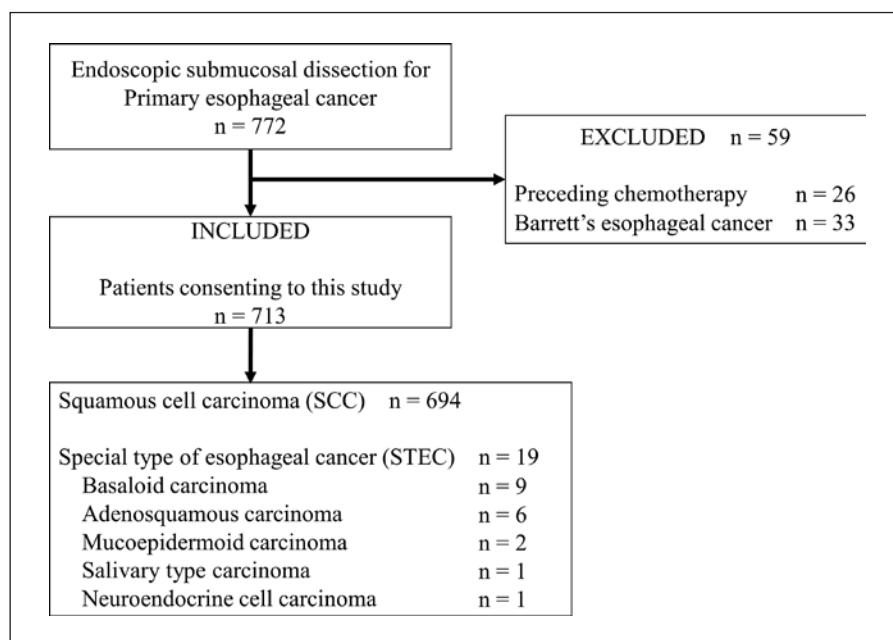 Endoscopic submucosal dissection for
Primary esophageal cancer
n = 772
EXCLUDED n = 59
Preceding chemotherapy n = 26
Barrett's esophageal cancer n = 33
INCLUDED
Patients consenting to this study
n = 713
Squamous cell carcinoma (SCC) n = 694
Special type of esophageal cancer (STEC) n = 19
Basaloid carcinoma n = 9
Adenosquamous carcinoma n = 6
Mucoepidermoid carcinoma n = 2
Salivary type carcinoma n = 1
Neuroendocrine cell carcinoma n = 1